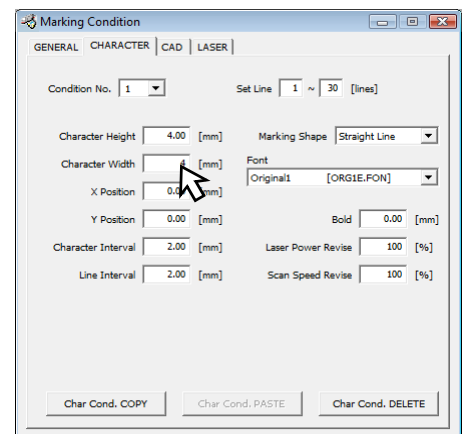 Marking Condition
GENERAL CHARACTER CAD LASER
Condition No. 1 Set Line 1 ~ 30 [lines]
Character Height 4.00 [mm] Marking Shape Straight Line
Character Width 4 [mm] Font
Original1 [ORG1E.FON]
X Position 0.00 [mm]
Y Position 0.00 [mm] Bold 0.00 [mm]
Character Interval 2.00 [mm] Laser Power Revise 100 [%]
Line Interval 2.00 [mm] Scan Speed Revise 100 [%]
Char Cond. COPY Char Cond. PASTE Char Cond. DELETE